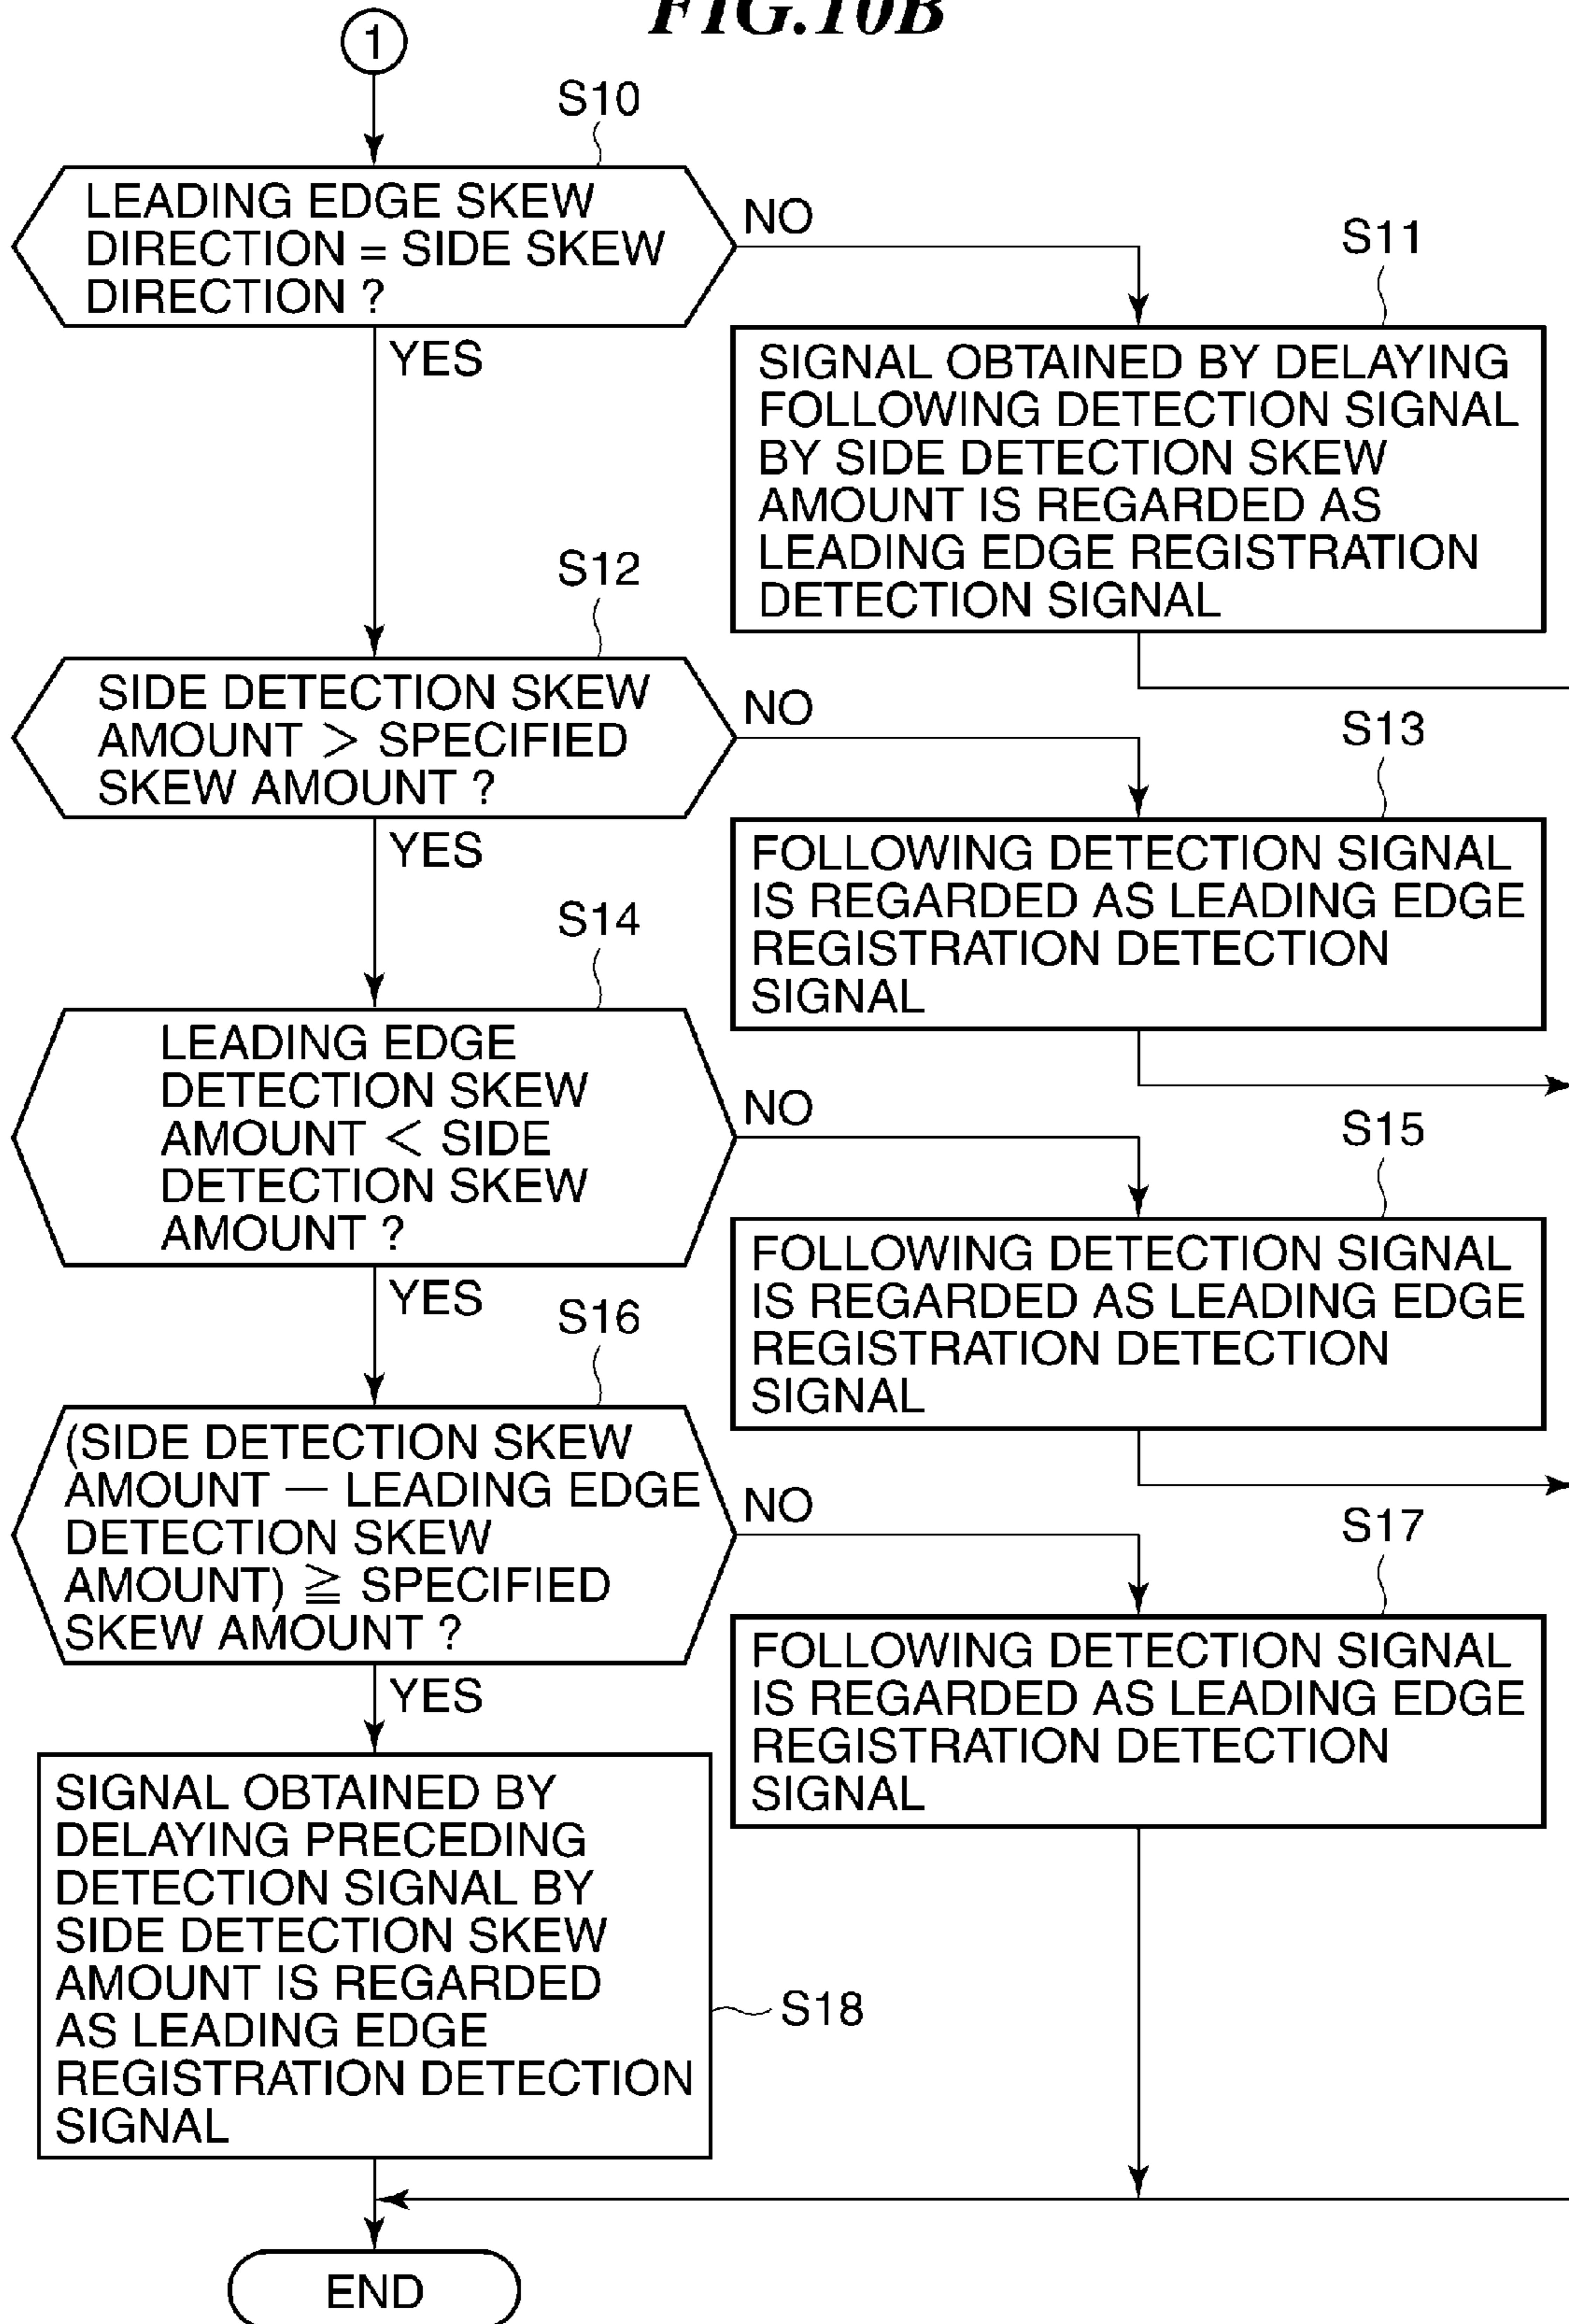 FIG.10B
1
S10
LEADING EDGE SKEW
DIRECTION = SIDE SKEW
DIRECTION ?
NO
YES
S11
SIGNAL OBTAINED BY DELAYING
FOLLOWING DETECTION SIGNAL
BY SIDE DETECTION SKEW
AMOUNT IS REGARDED AS
LEADING EDGE REGISTRATION
DETECTION SIGNAL
S12
SIDE DETECTION SKEW
AMOUNT > SPECIFIED
SKEW AMOUNT ?
NO
YES
S13
FOLLOWING DETECTION SIGNAL
IS REGARDED AS LEADING EDGE
REGISTRATION DETECTION
SIGNAL
S14
LEADING EDGE
DETECTION SKEW
AMOUNT < SIDE
DETECTION SKEW
AMOUNT ?
NO
YES
S15
FOLLOWING DETECTION SIGNAL
IS REGARDED AS LEADING EDGE
REGISTRATION DETECTION
SIGNAL
S16
(SIDE DETECTION SKEW
AMOUNT — LEADING EDGE
DETECTION SKEW
AMOUNT) ≧ SPECIFIED
SKEW AMOUNT ?
NO
YES
S17
FOLLOWING DETECTION SIGNAL
IS REGARDED AS LEADING EDGE
REGISTRATION DETECTION
SIGNAL
SIGNAL OBTAINED BY
DELAYING PRECEDING
DETECTION SIGNAL BY
SIDE DETECTION SKEW
AMOUNT IS REGARDED
AS LEADING EDGE
REGISTRATION DETECTION
SIGNAL
S18
END